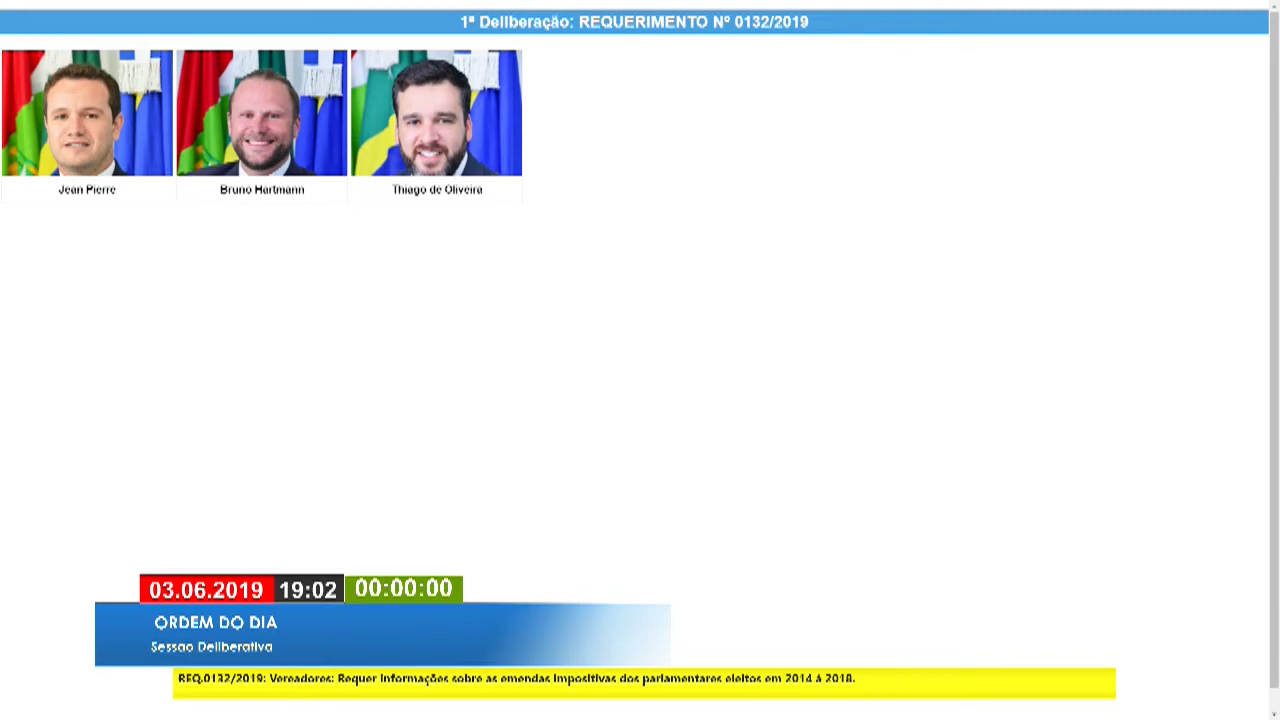 1ª Deliberação: REQUERIMENTO Nº 0132/2019
Jean Pierre
Bruno Hartmann
Thiago de Oliveira
03.06.2019 19:02 00:00:00
ORDEM DO DIA
Sessao Deliberativa
REQ.0132/2019: Vereadores: Requer informações sobre as emendas impositivas dos parlamentares eleitos em 2014 à 2018.